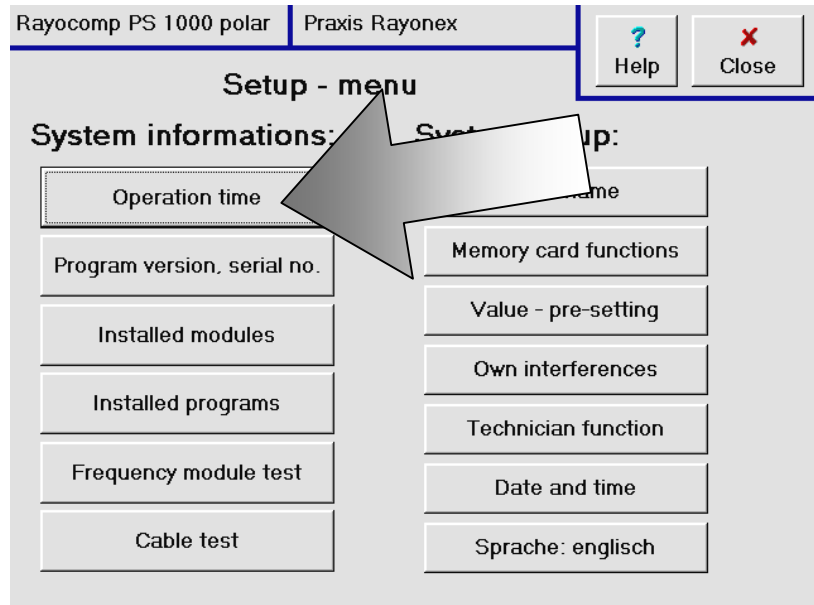 Rayocomp PS 1000 polar
Praxis Rayonex
? Help
X Close
Setup - menu
System informations:
up:
Operation time
Program version, serial no.
Installed modules
Installed programs
Frequency module test
Cable test
Memory card functions
Value - pre-setting
Own interferences
Technician function
Date and time
Sprache: englisch